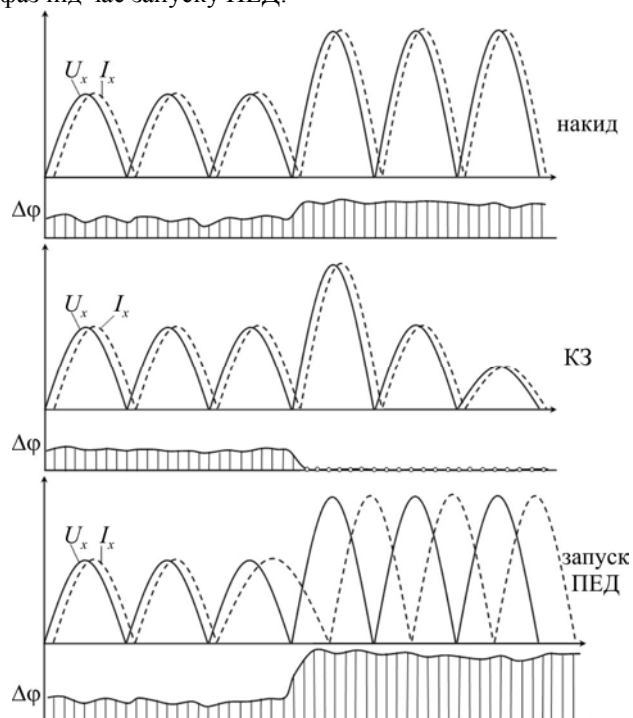 фаз під час запуску ПЕД.
Uₓ Iₓ
накид
Δφ
Uₓ Iₓ
КЗ
Δφ
Uₓ Iₓ
запуск
ПЕД
Δφ